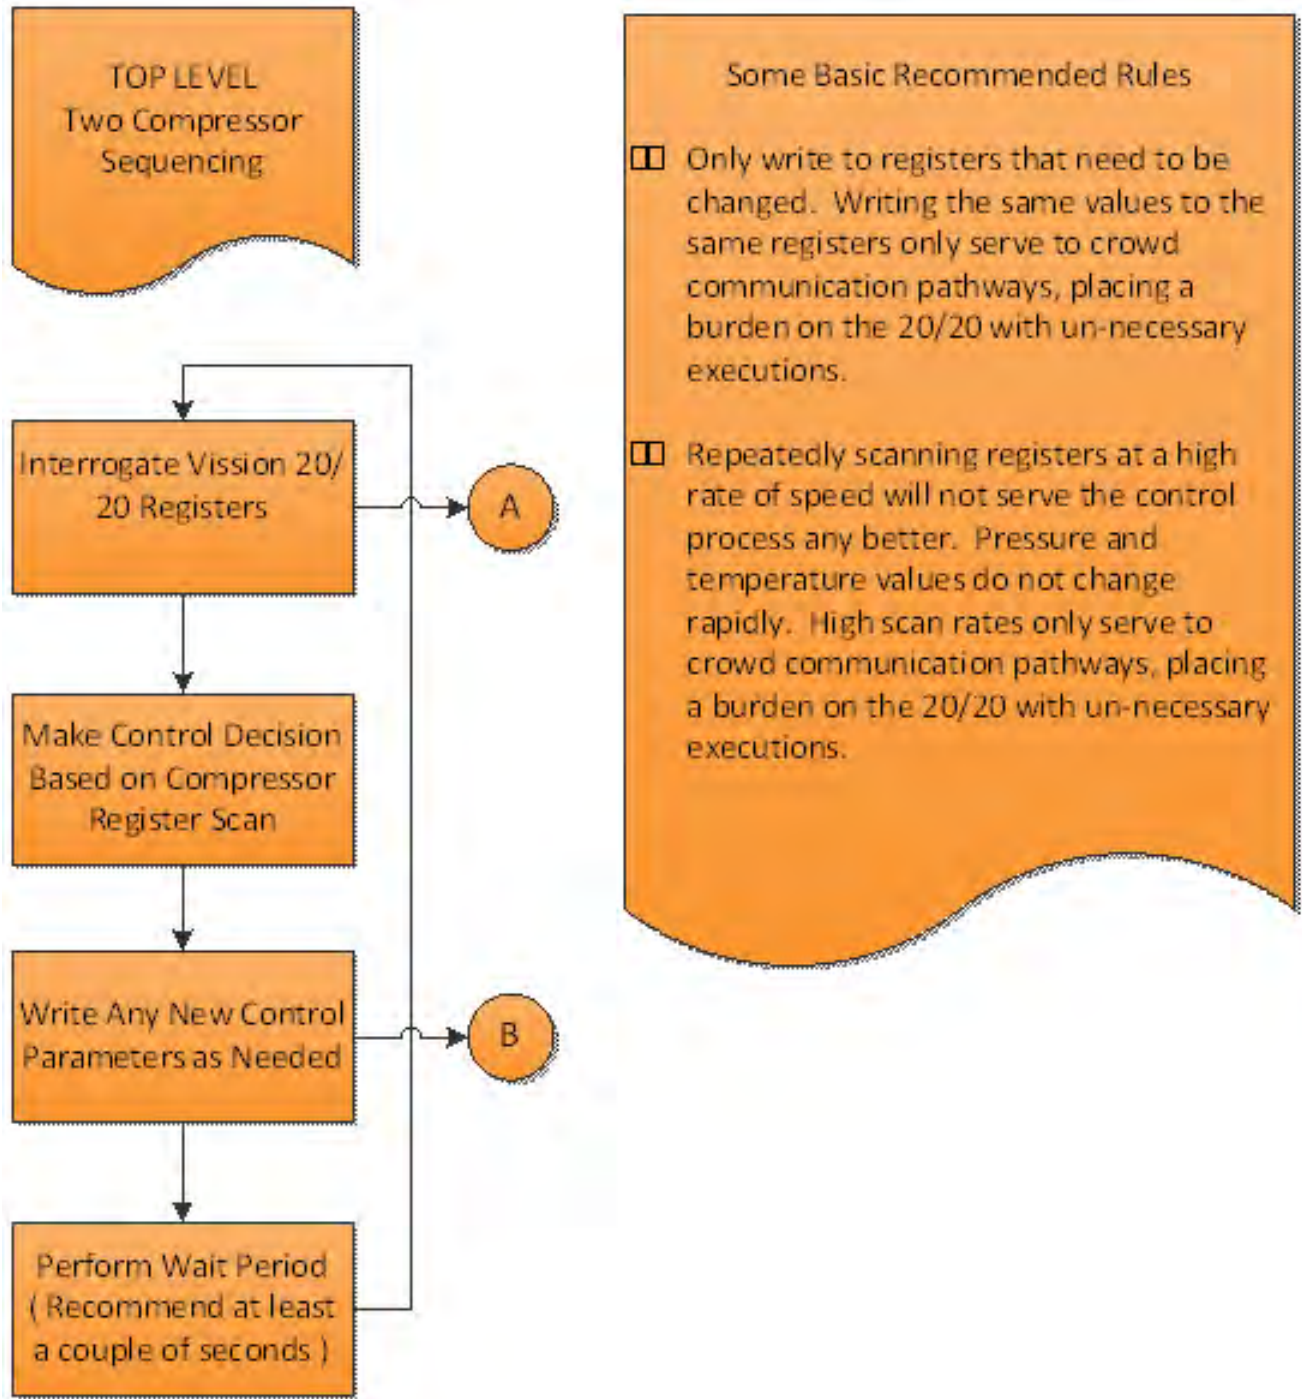 TOP LEVEL
Two Compressor
Sequencing
Interrogate Vission 20/
20 Registers
A
Make Control Decision
Based on Compressor
Register Scan
Write Any New Control
Parameters as Needed
B
Perform Wait Period
( Recommend at least
a couple of seconds )
Some Basic Recommended Rules
Only write to registers that need to be
changed.  Writing the same values to the
same registers only serve to crowd
communication pathways, placing a
burden on the 20/20 with un-necessary
executions.
Repeatedly scanning registers at a high
rate of speed will not serve the control
process any better.  Pressure and
temperature values do not change
rapidly.  High scan rates only serve to
crowd communication pathways, placing
a burden on the 20/20 with un-necessary
executions.